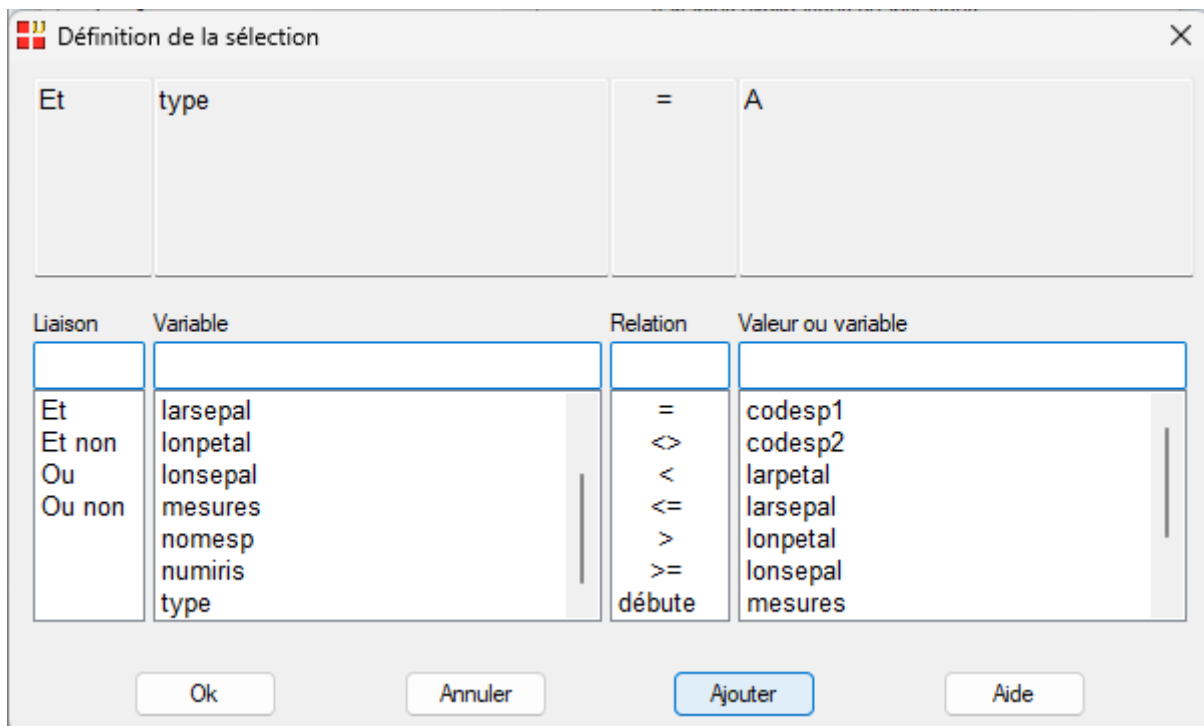 Définition de la sélection
Et type = A
Liaison Variable Relation Valeur ou variable
Et larsepal = codesp1
Et non lonpetal <> codesp2
Ou lonsepal < larpetal
Ou non mesures <= larsepal
nomesp > lonpetal
numiris >= lonsepal
type débute mesures
Ok Annuler Ajouter Aide